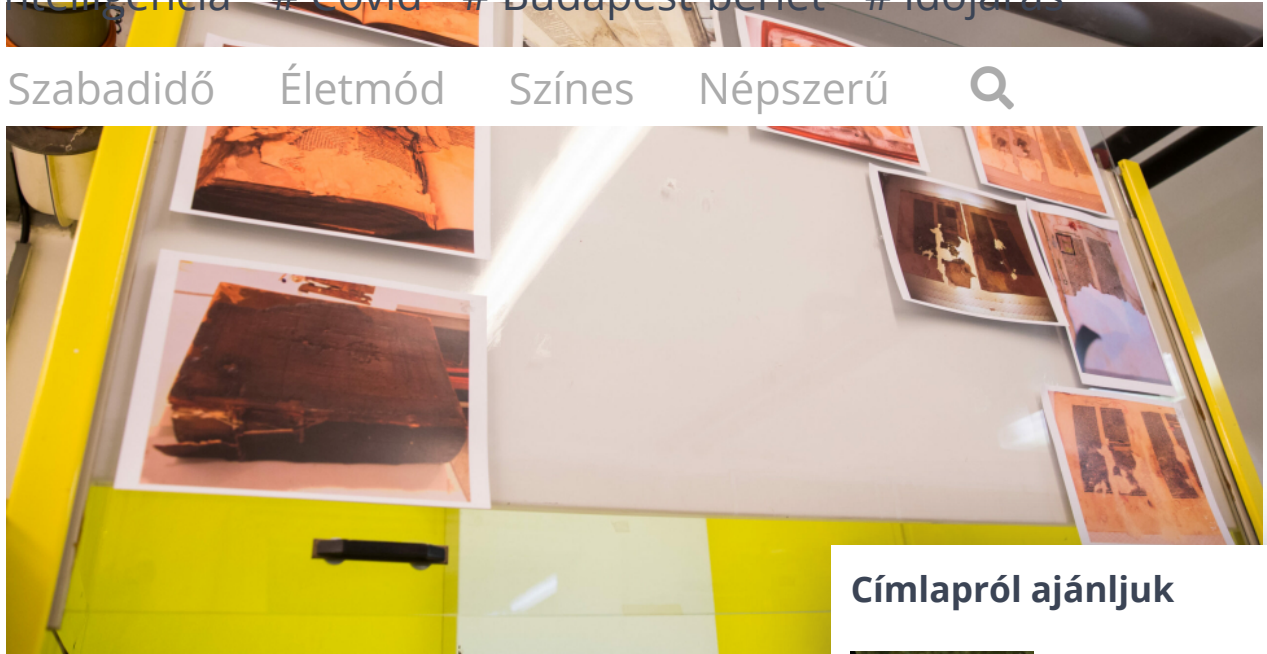 # Covid # Budapest-bérlet # Időjárás
Szabadidő Életmód Színes Népszerű
Címlapról ajánljuk